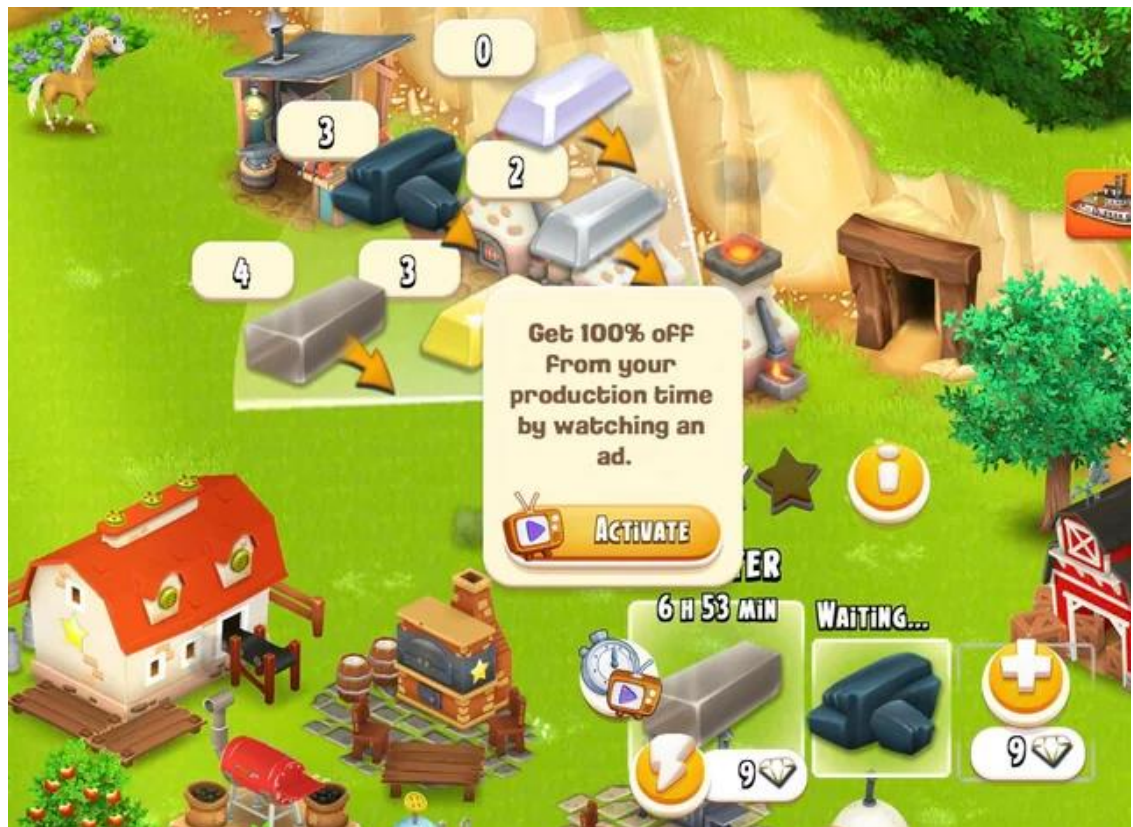 0
3
2
4
3
Get 100% off
from your
production time
by watching an
ad.
ACTIVATE
6 H 53 MIN
WAITING...
9
9